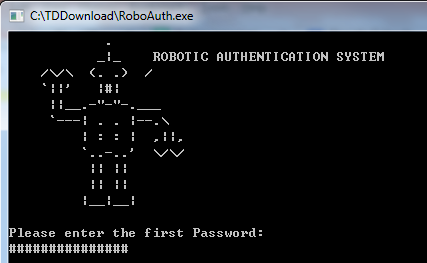 C:\TDDownload\RoboAuth.exe
ROBOTIC AUTHENTICATION SYSTEM
Please enter the first Password:
###############